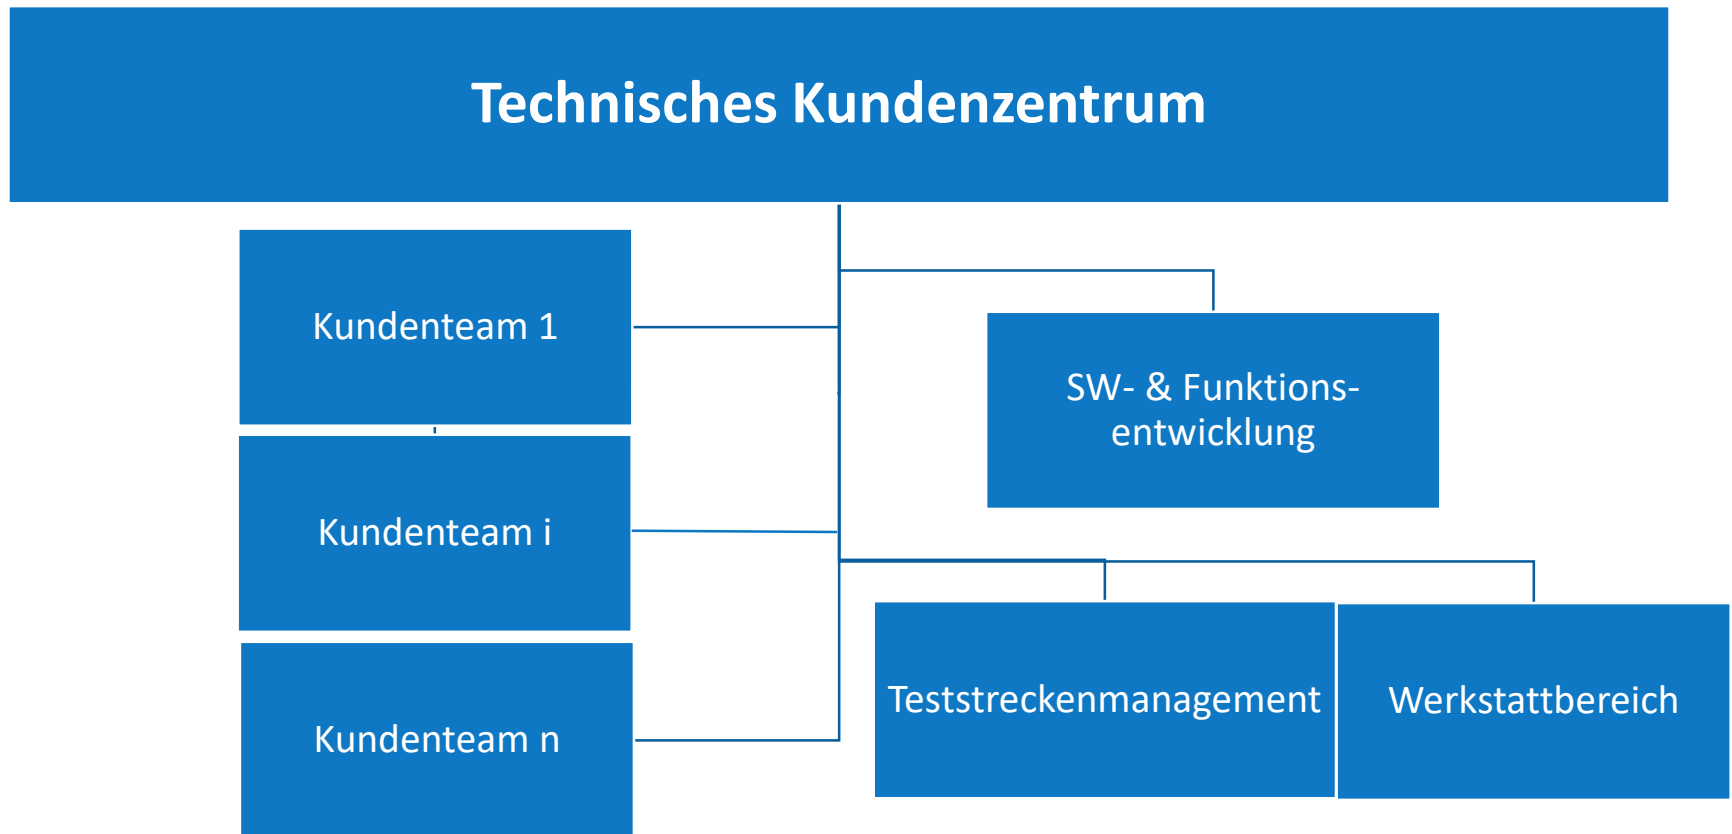 Technisches Kundenzentrum
Kundenteam 1
SW- & Funktions-
entwicklung
Kundenteam i
Teststreckenmanagement
Werkstattbereich
Kundenteam n